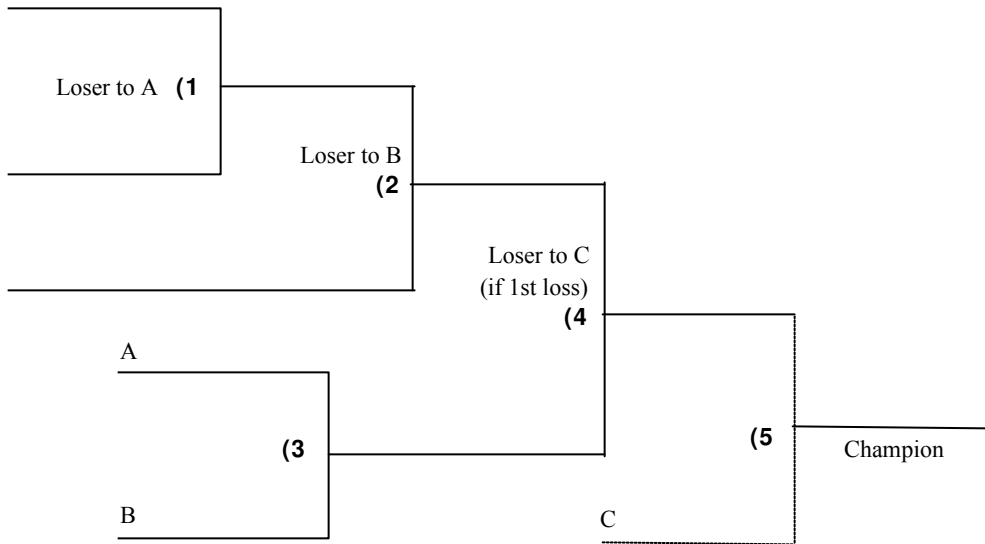 Loser to A (1
Loser to B
(2
Loser to C
(if 1st loss)
(4
A
(3
(5
Champion
B
C